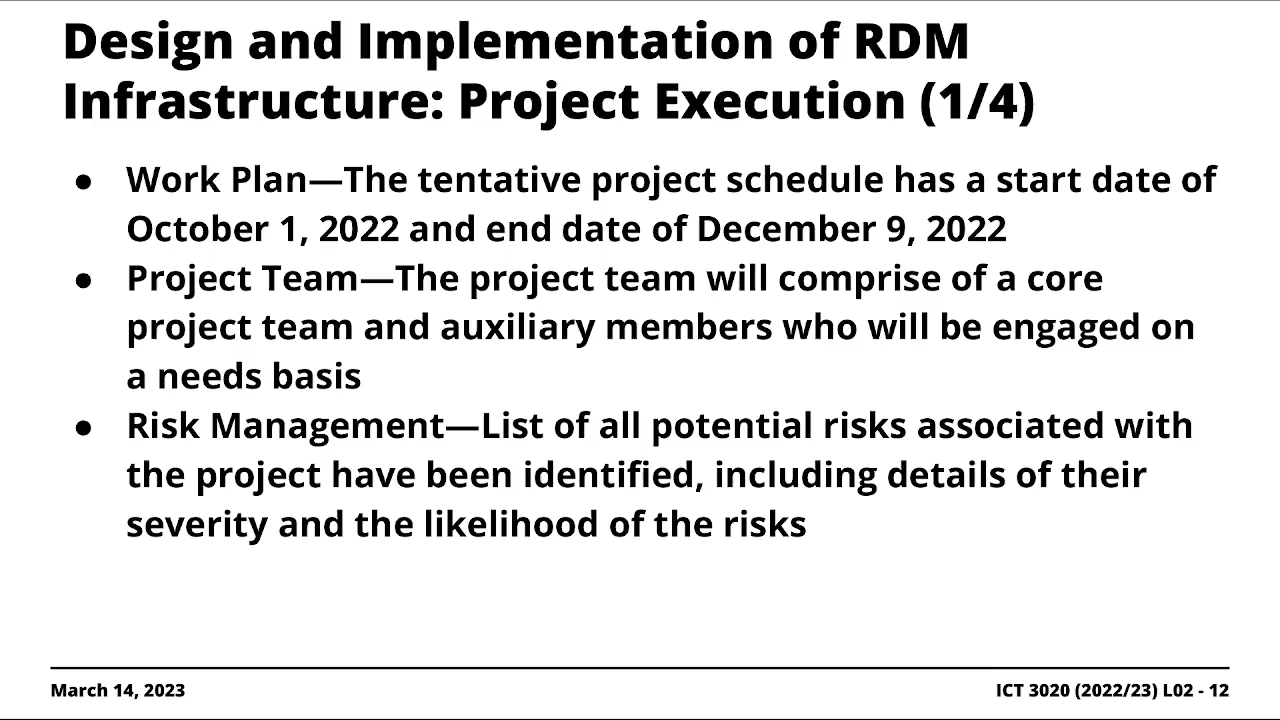 Design and Implementation of RDM
Infrastructure: Project Execution (1/4)
● Work Plan—The tentative project schedule has a start date of
October 1, 2022 and end date of December 9, 2022
● Project Team—The project team will comprise of a core
project team and auxiliary members who will be engaged on
a needs basis
● Risk Management—List of all potential risks associated with
the project have been identified, including details of their
severity and the likelihood of the risks
March 14, 2023
ICT 3020 (2022/23) L02 - 12